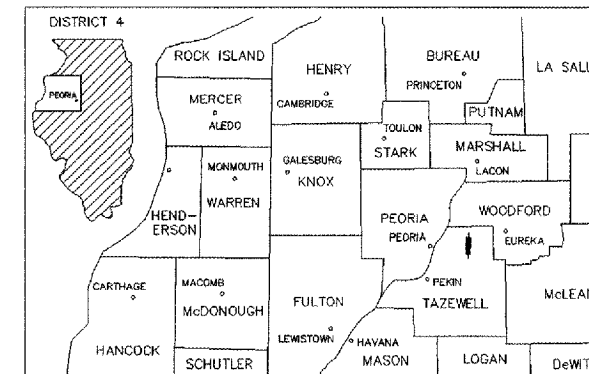 DISTRICT 4
PEORIA
ROCK ISLAND
HENRY
CAMBRIDGE
BUREAU
PRINCETON
LA SALL
MERCER
ALEDO
PUTNAM
TOULON
STARK
MARSHALL
LACON
MONMOUTH
WARREN
GALESBURG
KNOX
HEND-
ERSON
PEORIA
PEORIA
WOODFORD
EUREKA
CARTHAGE
HANCOCK
MACOMB
McDONOUGH
FULTON
LEWISTOWN
PEKIN
TAZEWELL
McLEAN
HAVANA
MASON
SCHUTLER
LOGAN
DeWIT